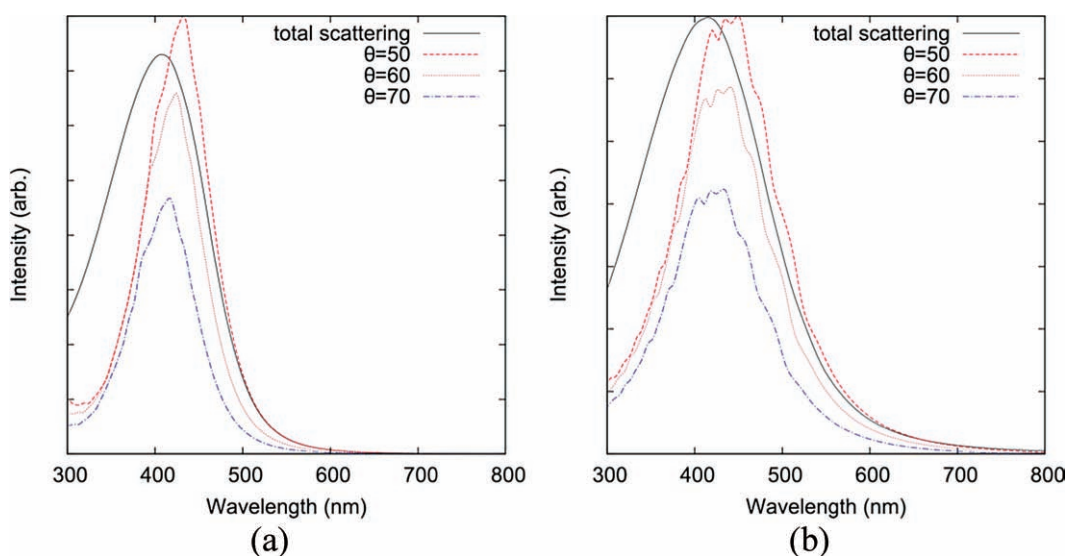 total scattering
θ=50
θ=60
θ=70
Intensity (arb.)
300 400 500 600 700 800
Wavelength (nm)
(a)
total scattering
θ=50
θ=60
θ=70
Intensity (arb.)
300 400 500 600 700 800
Wavelength (nm)
(b)